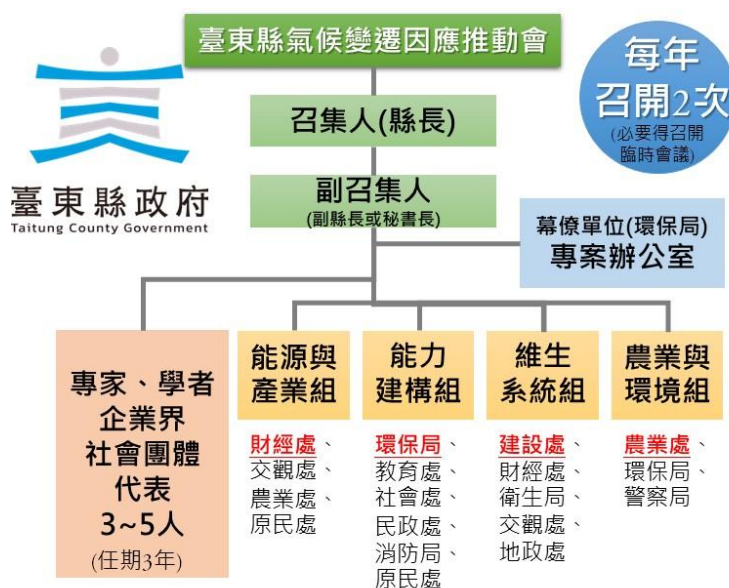 臺東縣氣候變遷因應推動會
每年
召開2次
(必要得召開
臨時會議)
召集人(縣長)
副召集人
(副縣長或秘書長)
臺東縣政府
Taitung County Government
幕僚單位(環保局)
專案辦公室
專家、學者
企業界
社會團體
代表
3~5人
(任期3年)
能源與
產業組
財經處、
交觀處、
農業處、
原民處
能力
建構組
環保局、
教育處、
社會處、
民政處、
消防局、
原民處
維生
系統組
建設處、
財經處、
衛生局、
交觀處、
地政處
農業與
環境組
農業處、
環保局、
警察局